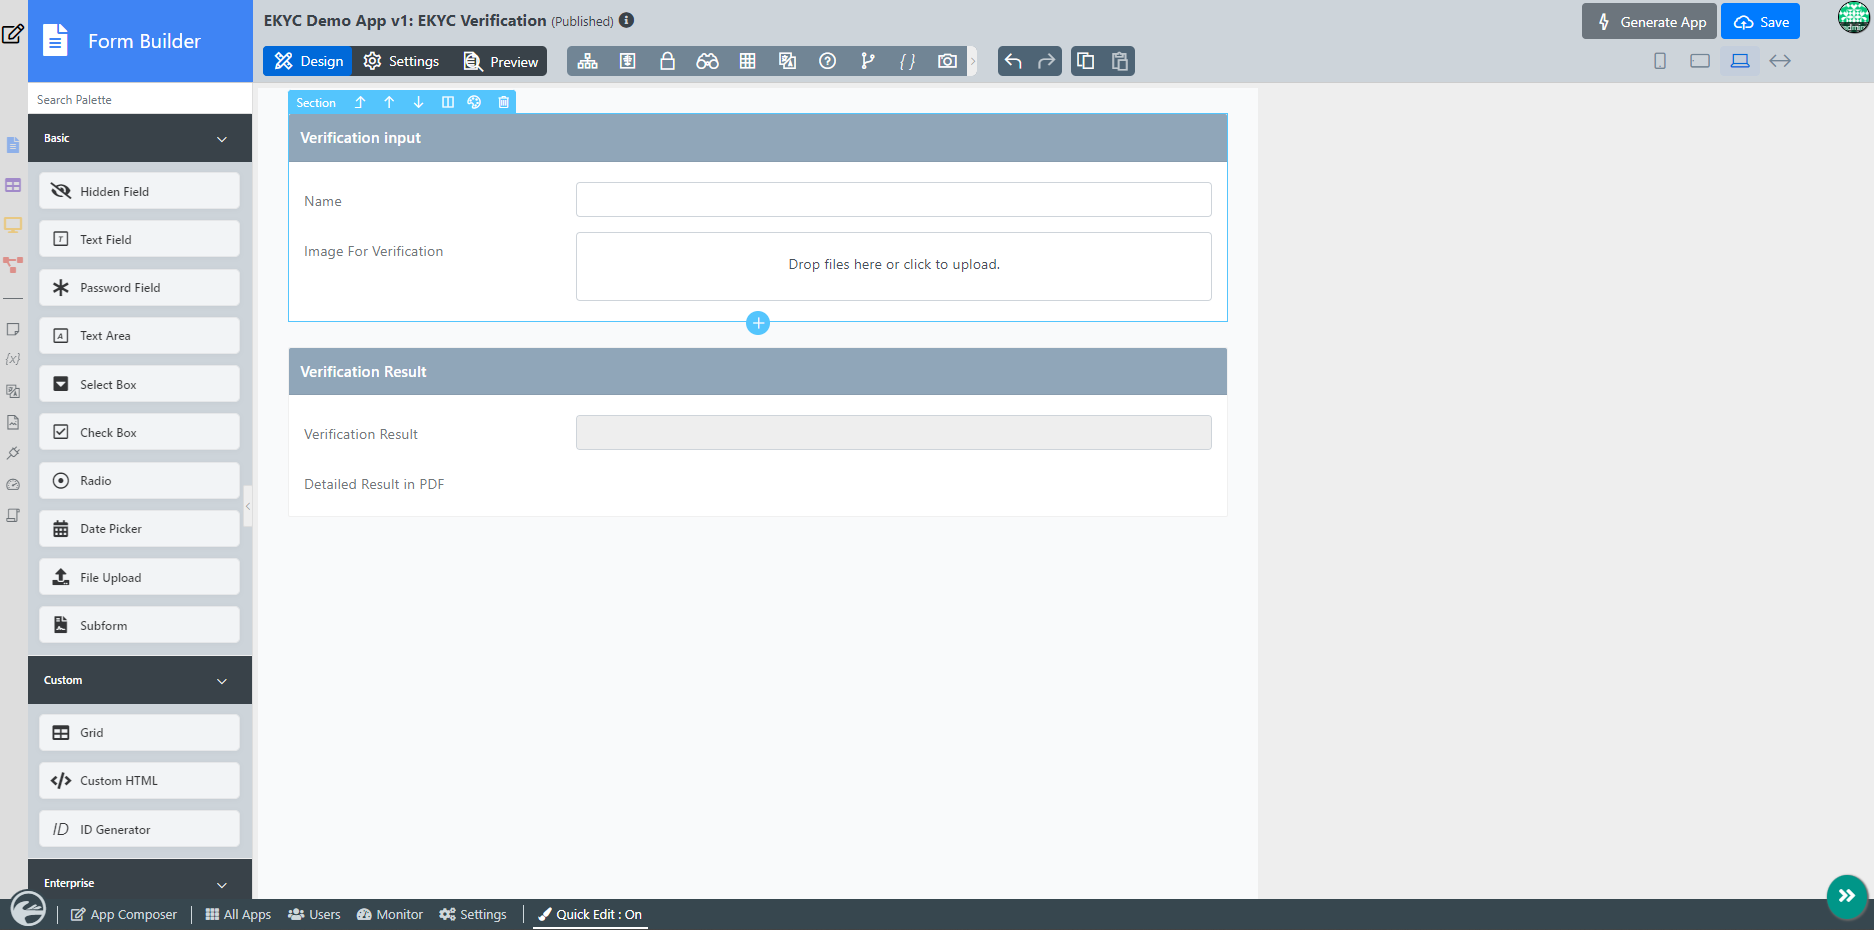 Form Builder
EKYC Demo App v1: EKYC Verification (Published)
Generate App
Save
Design
Settings
Preview
Search Palette
Basic
Hidden Field
Text Field
Password Field
Text Area
Select Box
Check Box
Radio
Date Picker
File Upload
Subform
Custom
Grid
Custom HTML
ID
ID Generator
Enterprise
Section
Verification input
Name
Image For Verification
Drop files here or click to upload.
Verification Result
Verification Result
Detailed Result in PDF
App Composer
All Apps
Users
Monitor
Settings
Quick Edit : On